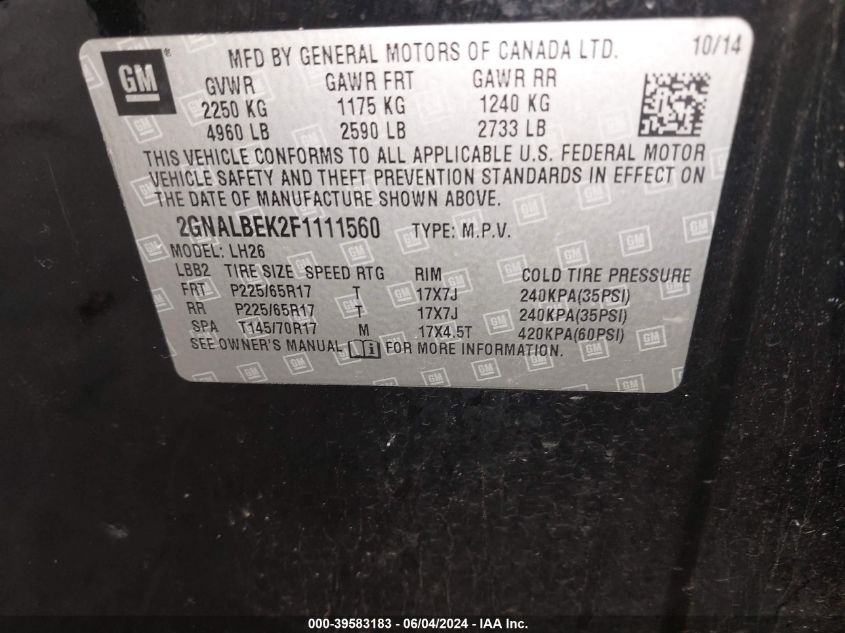 GM ® MFD BY GENERAL MOTORS OF CANADA LTD. 10/14
GVWR GAWR FRT GAWR RR
2250 KG 1175 KG 1240 KG
4960 LB 2590 LB 2733 LB
THIS VEHICLE CONFORMS TO ALL APPLICABLE U.S. FEDERAL MOTOR
VEHICLE SAFETY AND THEFT PREVENTION STANDARDS IN EFFECT ON
THE DATE OF MANUFACTURE SHOWN ABOVE.
2GNALBEK2F1111560 TYPE: M.P.V.
MODEL: LH26
LBB2 TIRE SIZE SPEED RTG RIM COLD TIRE PRESSURE
FRT P225/65R17 T 17X7J 240KPA(35PSI)
RR P225/65R17 T 17X7J 240KPA(35PSI)
SPA T145/70R17 M 17X4.5T 420KPA(60PSI)
SEE OWNER'S MANUAL FOR MORE INFORMATION.
000-39583183 - 06/04/2024 - IAA Inc.